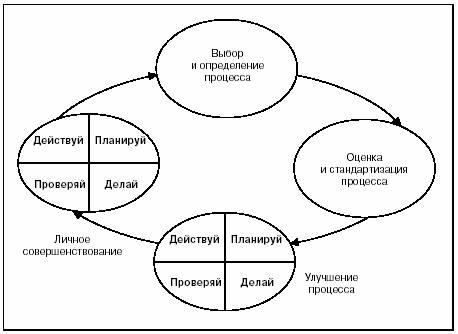 Выбор
и определение
процесса
Оценка
и стандартизация
процесса
Действуй Планируй
Проверяй Делай
Улучшение
процесса
Действуй Планируй
Проверяй Делай
Личное
совершенствование